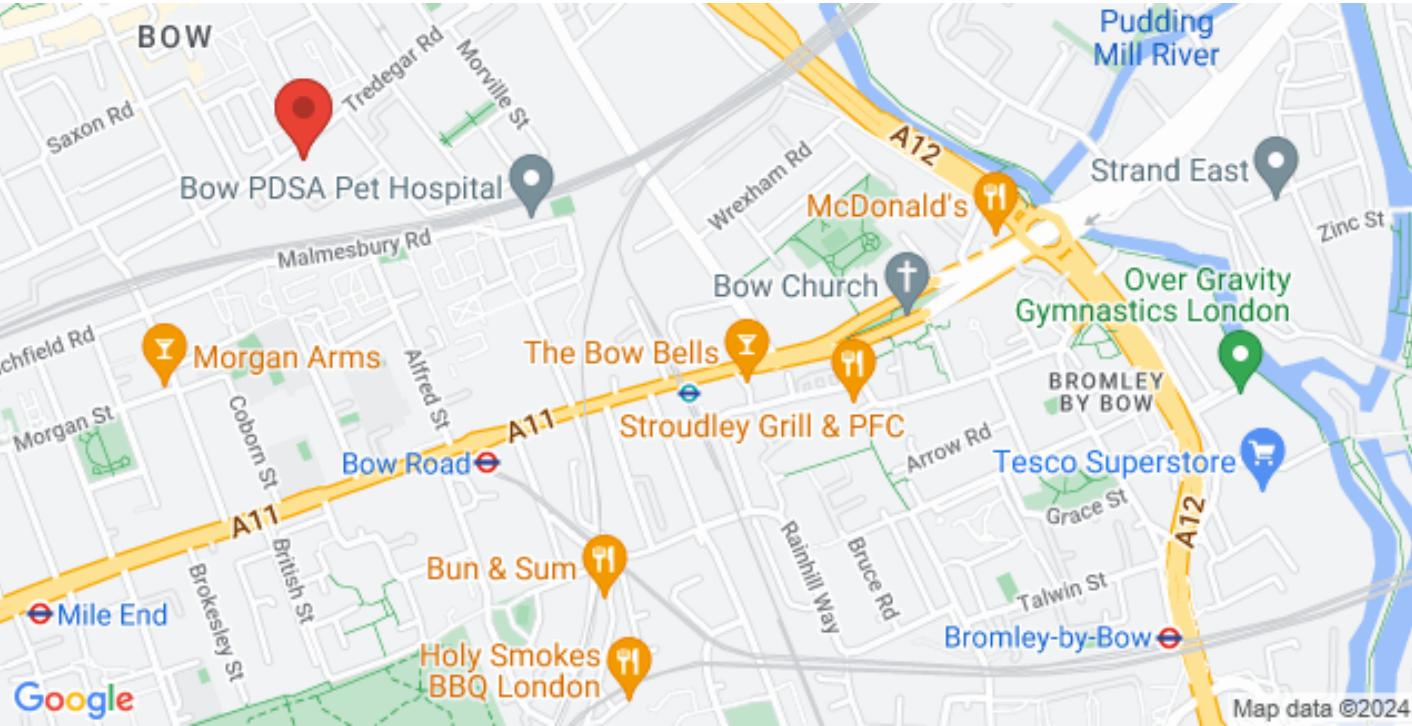 BOW
Pudding
Mill River
Tredegar Rd
Morville St
Saxon Rd
A12
Bow PDSA Pet Hospital
Wrexham Rd
McDonald's
Strand East
Zinc St
Malmesbury Rd
Bow Church
Over Gravity
Gymnastics London
chfield Rd
Morgan Arms
Alfred St
The Bow Bells
BROMLEY
BY BOW
Morgan St
Coborn St
A11
Stroudley Grill & PFC
Arrow Rd
Bow Road
Tesco Superstore
A11
Grace St
A12
British St
Brokesley St
Bun & Sum
Rainhill Way
Bruce Rd
Talwin St
Mile End
Bromley-by-Bow
Holy Smokes
BBQ London
Google
Map data ©2024